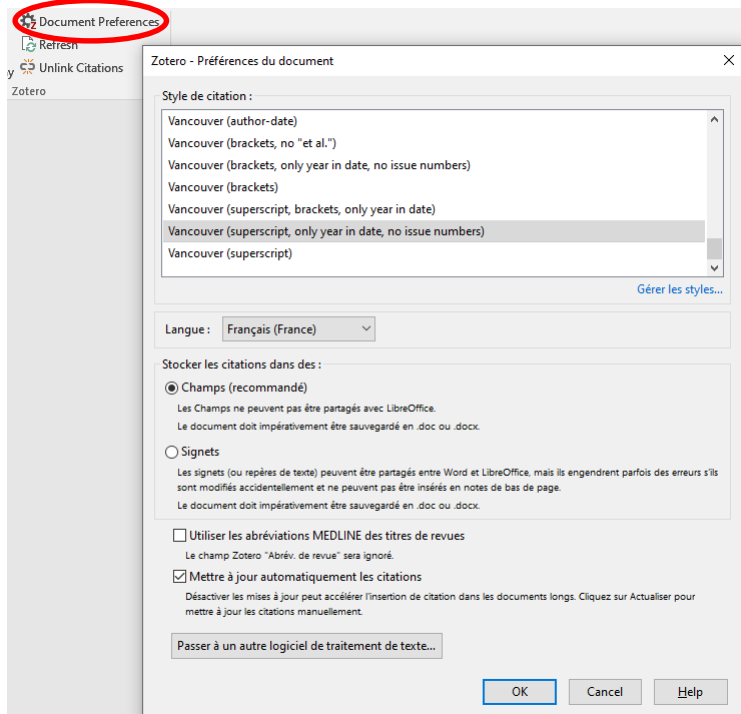 Document Preferences
Refresh
y Unlink Citations
Zotero
Zotero - Préférences du document
Style de citation :
Vancouver (author-date)
Vancouver (brackets, no "et al.")
Vancouver (brackets, only year in date, no issue numbers)
Vancouver (brackets)
Vancouver (superscript, brackets, only year in date)
Vancouver (superscript, only year in date, no issue numbers)
Vancouver (superscript)
Gérer les styles...
Langue : Français (France)
Stocker les citations dans des :
Champs (recommandé)
Les Champs ne peuvent pas être partagés avec LibreOffice.
Le document doit impérativement être sauvegardé en .doc ou .docx.
Signets
Les signets (ou repères de texte) peuvent être partagés entre Word et LibreOffice, mais ils engendrent parfois des erreurs s'ils
sont modifiés accidentellement et ne peuvent pas être insérés en notes de bas de page.
Le document doit impérativement être sauvegardé en .doc ou .docx.
Utiliser les abréviations MEDLINE des titres de revues
Le champ Zotero "Abrév. de revue" sera ignoré.
Mettre à jour automatiquement les citations
Désactiver les mises à jour peut accélérer l'insertion de citation dans les documents longs. Cliquez sur Actualiser pour
mettre à jour les citations manuellement.
Passer à un autre logiciel de traitement de texte...
OK Cancel Help